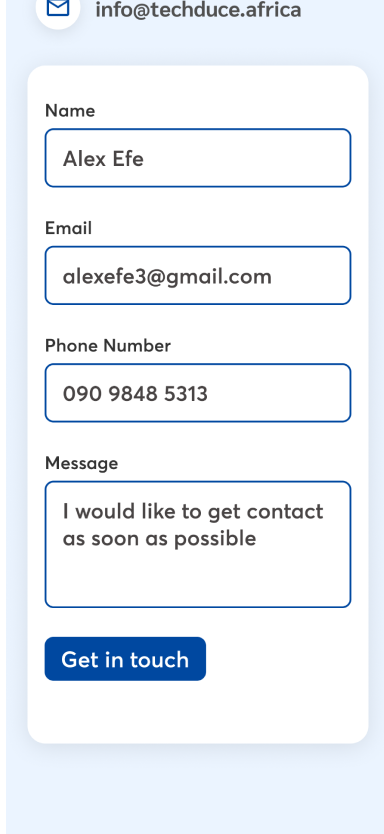 info@techduce.africa
Name
Alex Efe
Email
alexefe3@gmail.com
Phone Number
090 9848 5313
Message
I would like to get contact
as soon as possible
Get in touch